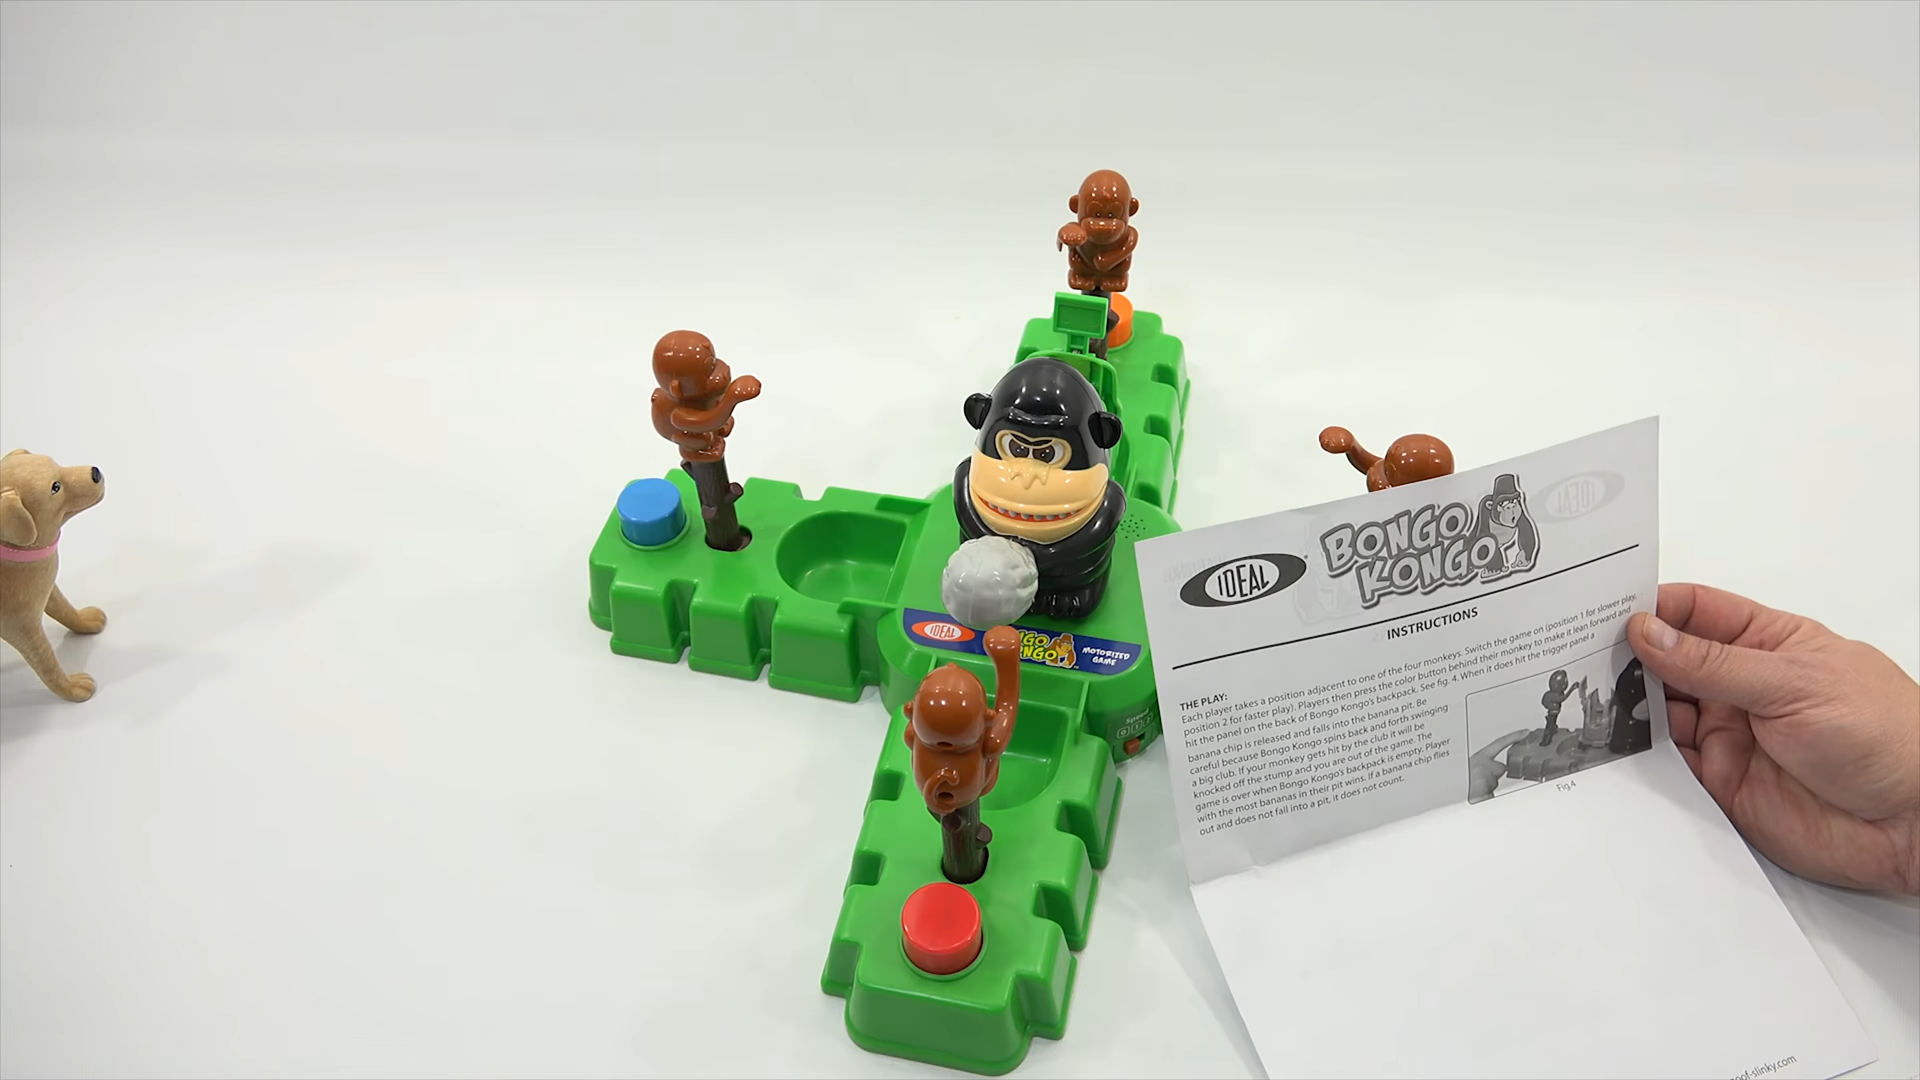 IDEAL
BONGO
KONGO
INSTRUCTIONS
THE PLAY:
Each player takes a position adjacent to one of the four monkeys. Switch the game on (position 1 for slower play,
position 2 for faster play). Players then press the color button behind their monkey to make it lean forward and
hit the panel on the back of Bongo Kongo's backpack. See fig. 4. When it does hit the trigger panel a
banana chip is released and falls into the banana pit. Be
careful because Bongo Kongo spins back and forth swinging
a big club. If your monkey gets hit by the club it will be
knocked off the stump and you are out of the game. The
game is over when Bongo Kongo's backpack is empty. Player
with the most bananas in their pit wins. If a banana chip flies
out and does not fall into a pit, it does not count.
Fig.4
IDEAL
MOTORIZED
GAME
Speed
0 1 2